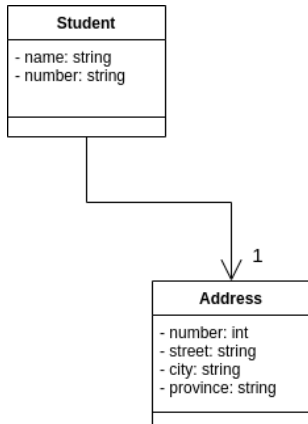 Student
- name: string
- number: string
1
Address
- number: int
- street: string
- city: string
- province: string